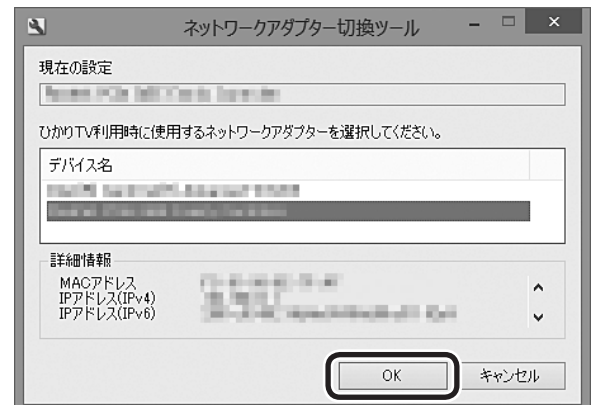 ネットワークアダプター切換ツール
現在の設定
ひかりTV利用時に使用するネットワークアダプターを選択してください。
デバイス名
詳細情報
MACアドレス
IPアドレス(IPv4)
IPアドレス(IPv6)
OK キャンセル